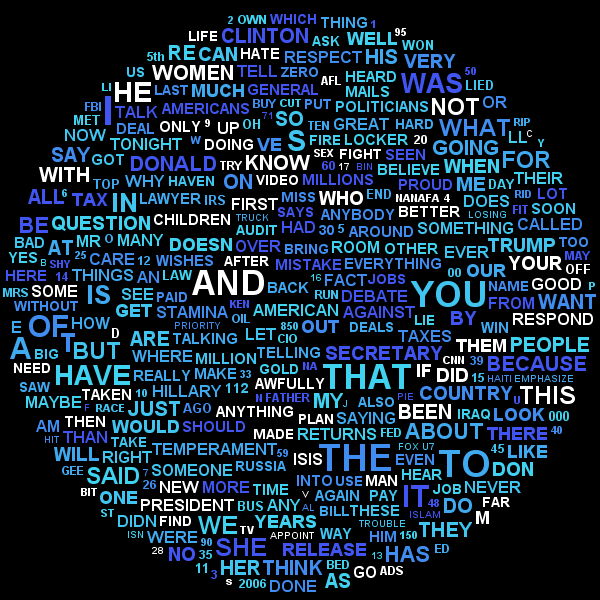 2 OWN WHICH THING 1
LIFE CLINTON ASK WELL 95 WON
5th RE CAN HATE RESPECT HIS VERY
US WOMEN TELL ZERO AFL HEARD WAS 50
LI HE LAST MUCH GENERAL MAILS LIED
FBI I TALK AMERICANS BUY CUT PUT POLITICIANS NOT OR
MET DEAL ONLY 9 UP OH 71 SO TEN GREAT HARD WHAT RIP
NOW TONIGHT W DOING VE S FIRE LOCKER 20 GOING LL C Y
SAY GOT DONALD TRY KNOW SEX FIGHT SEEN WHEN FOR
WITH TOP WHY HAVEN ON VIDEO 60 17 BIN BELIEVE ME DAY THEIR
ALL 6 TAX IN LAWYER IRS FIRST MISS MILLIONS WHO END PROUD NANAFA 4 DOES RID LOT
BE QUESTION CHILDREN TRUCK SAYS ANYBODY BETTER LOSING FIT SOON
BAD AT MR O MANY DOESN AUDIT HAD 30 5 AROUND SOMETHING CALLED
YES B SHY 25 CARE 12 WISHES OVER BRING ROOM OTHER EVER TRUMP TOO
HERE 14 THINGS AN LAW AFTER MISTAKE EVERYTHING 00 OUR YOUR MAY OFF
MRS SOME IS SEE PAID AND BACK 16 FACT JOBS YOU NAME GOOD P
WITHOUT GET STAMINA KEN AMERICAN RUN DEBATE AGAINST FROM WANT
E OF HOW D PRIORITY OIL LET 850 CIO OUT DEALS LIE BY WIN RESPOND
A BIG T BUT ARE TALKING TELLING SECRETARY TAXES THEM PEOPLE
NEED HAVE WHERE MILLION GOLD NA THAT CNN 39 BECAUSE
SAW TAKEN REALLY MAKE 33 AWFULLY IF DID 15 HAITI EMPHASIZE
MAYBE F RACE 10 HILLARY 112 N FATHER MY J ALSO PIE COUNTRY U THIS
AM THEN JUST AGO ANYTHING PLAN SAYING BEEN IRAQ LOOK 000
HIT THAN WOULD SHOULD MADE RETURNS FED ABOUT THERE 40
WILL TAKE TEMPERAMENT 59 ISIS THE FOX U7 45 LIKE
GEE RIGHT SOMEONE RUSSIA EVEN HEAR TO DON
SAID 7 26 NEW MORE TIME INTO USE MAN IT JOB NEVER
BIT ONE PRESIDENT BUS ANY V AL AGAIN PAY 48 DO FAR
ST DIDN FIND WE YEARS BILL THESE ISLAM M
ISN WERE 90 TV APPOINT WAY TROUBLE HIM 150 THEY
28 NO 35 SHE RELEASE 13 HAS ED
11 3 HER THINK BED GO ADS
S 2006 DONE AS